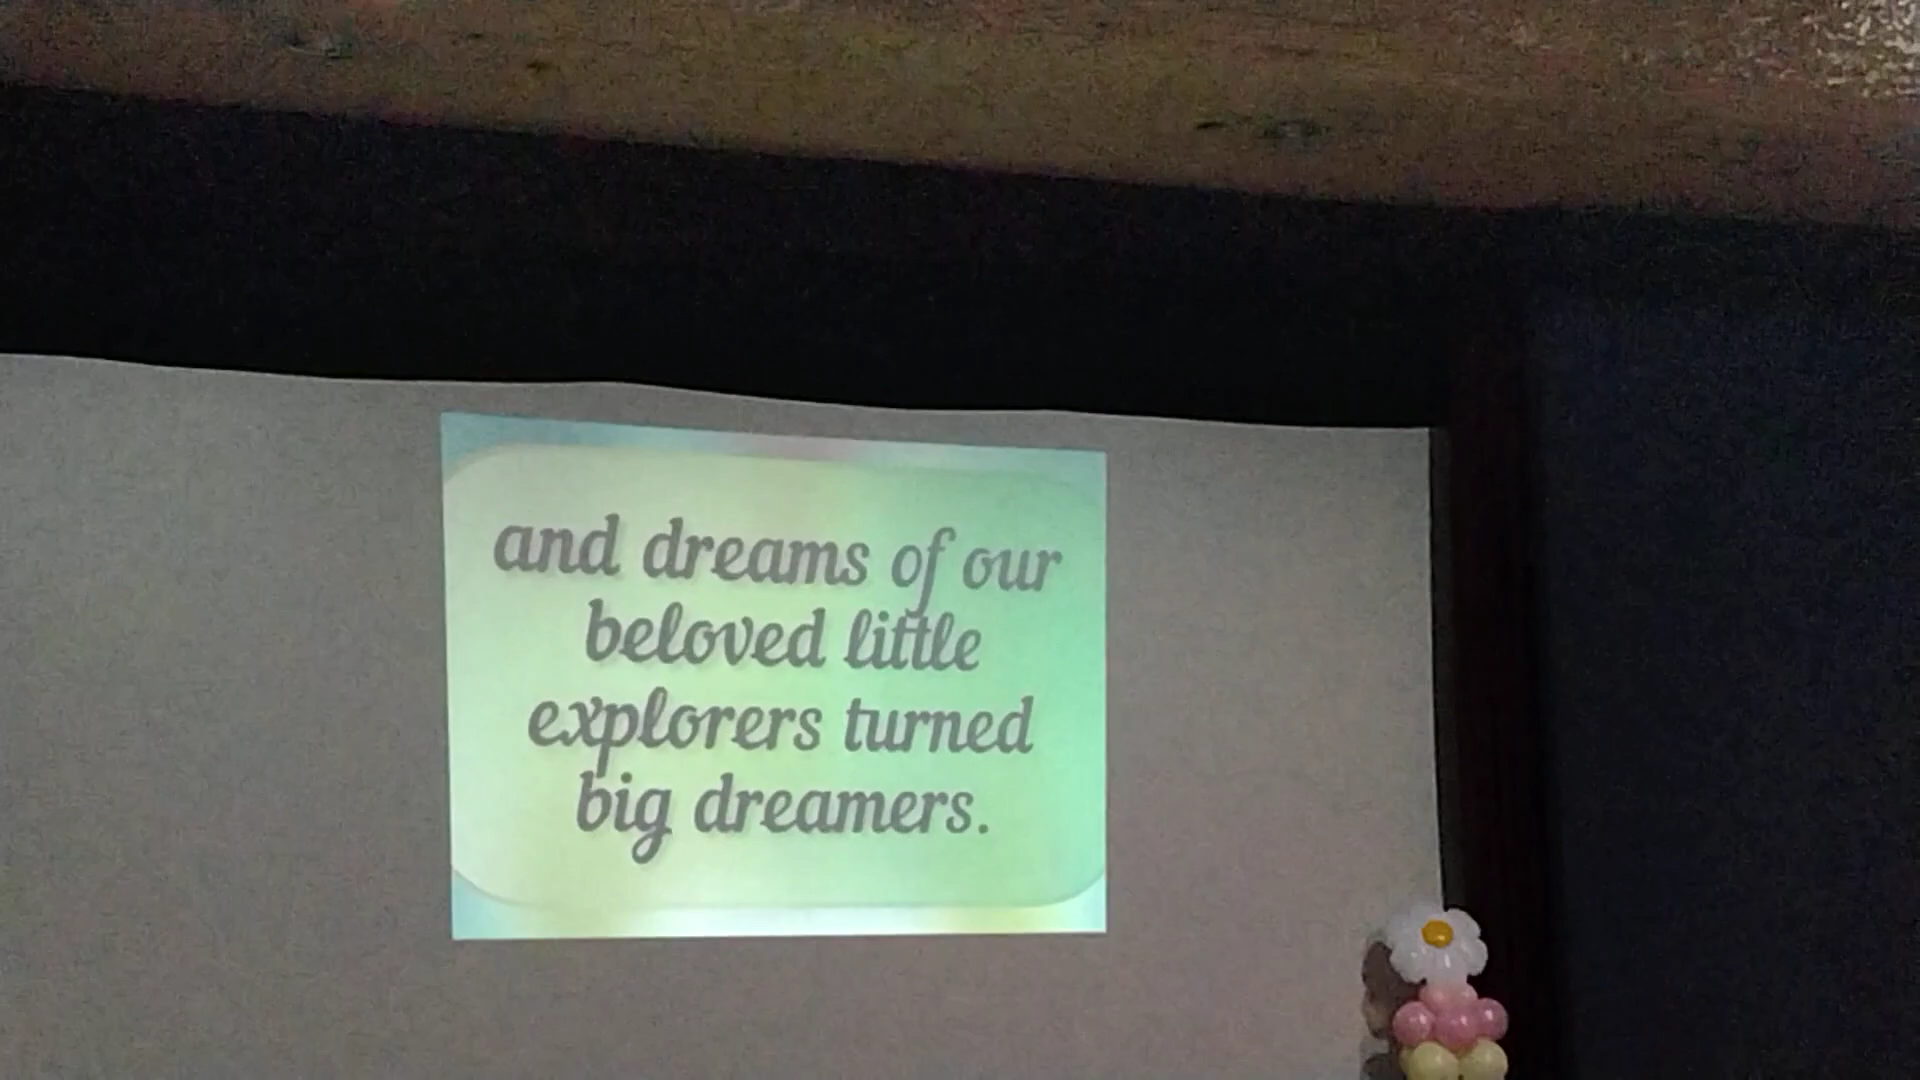 and dreams of our
beloved little
explorers turned
big dreamers.